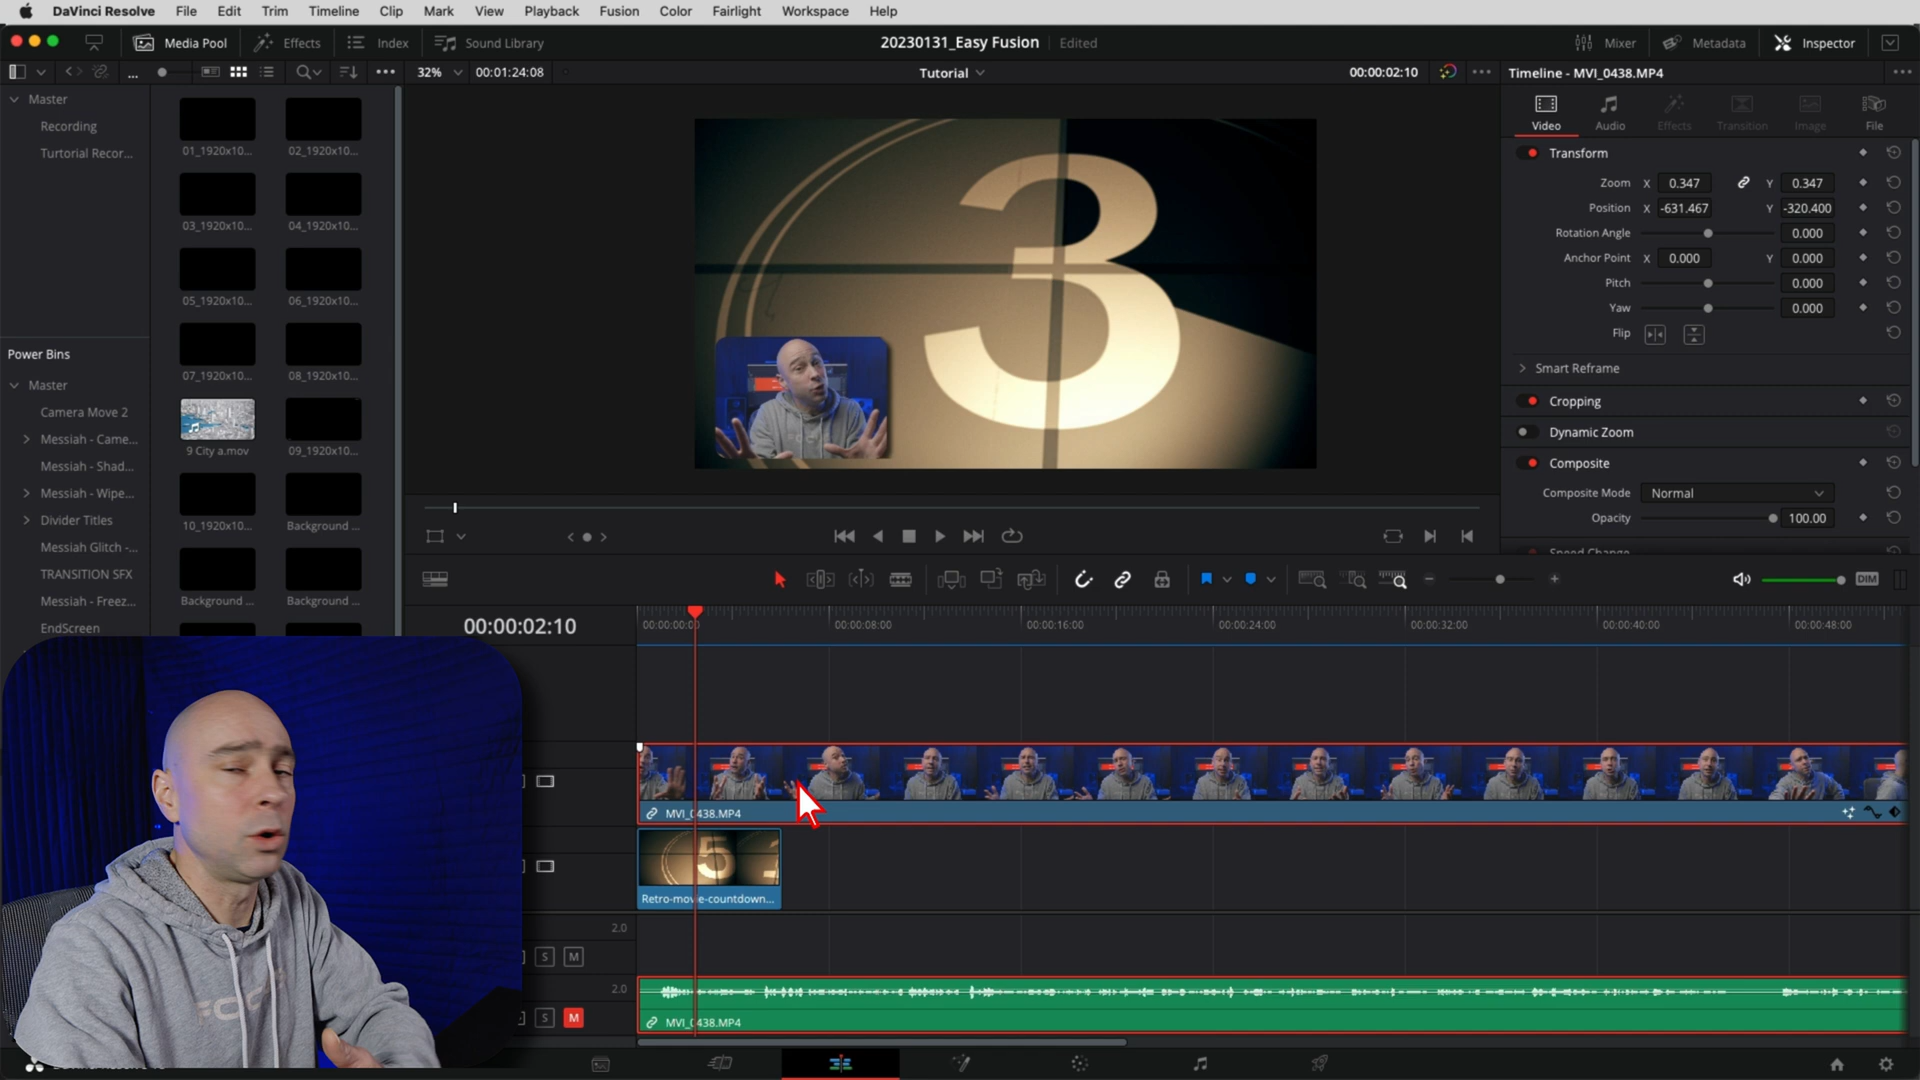 DaVinci Resolve File Edit Trim Timeline Clip Mark View Playback Fusion Color Fairlight Workspace Help
Media Pool Effects Index Sound Library 20230131_Easy Fusion Edited Mixer Metadata Inspector
32% 00:01:24:08 Tutorial 00:00:02:10 Timeline - MVI_0438.MP4
Master
Recording
Turtorial Recor...
01_1920x10... 02_1920x10...
03_1920x10... 04_1920x10...
05_1920x10... 06_1920x10...
07_1920x10... 08_1920x10...
9 City a.mov 09_1920x10...
10_1920x10... Background ...
Background ... Background ...
Power Bins
Master
Camera Move 2
Messiah - Came...
Messiah - Shad...
Messiah - Wipe...
Divider Titles
Messiah Glitch -...
TRANSITION SFX
Messiah - Freez...
EndScreen
3
Video Audio Effects Transition Image File
Transform
Zoom X 0.347 Y 0.347
Position X -631.467 Y -320.400
Rotation Angle 0.000
Anchor Point X 0.000 Y 0.000
Pitch 0.000
Yaw 0.000
Flip
Smart Reframe
Cropping
Dynamic Zoom
Composite
Composite Mode Normal
Opacity 100.00
Speed Change
DIM
00:00:02:10
00:00:00:00 00:00:08:00 00:00:16:00 00:00:24:00 00:00:32:00 00:00:40:00 00:00:48:00
MVI_0438.MP4
5
Retro-movie-countdown...
2.0
S M
2.0
S M
MVI_0438.MP4